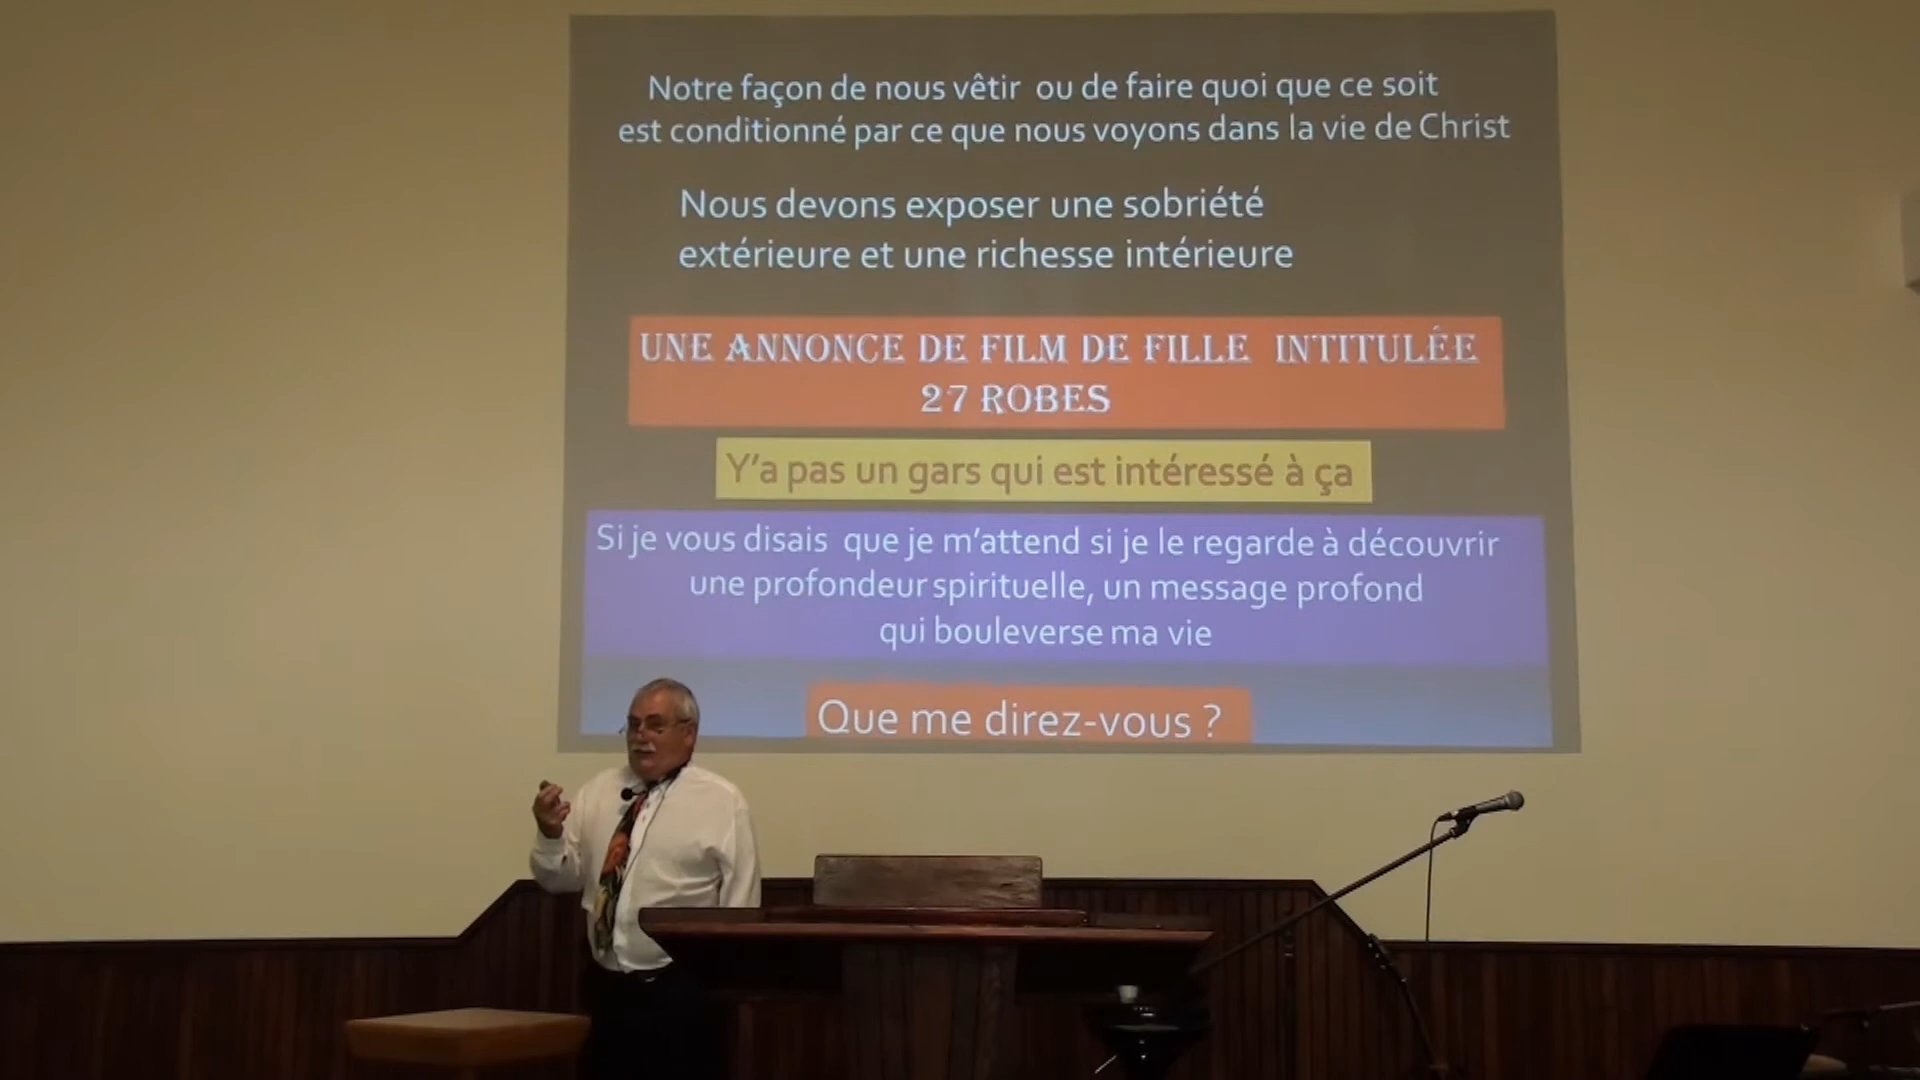 Notre façon de nous vêtir ou de faire quoi que ce soit
est conditionné par ce que nous voyons dans la vie de Christ
Nous devons exposer une sobriété
extérieure et une richesse intérieure
UNE ANNONCE DE FILM DE FILLE INTITULÉE
27 ROBES
Y'a pas un gars qui est intéressé à ça
Si je vous disais que je m'attend si je le regarde à découvrir
une profondeur spirituelle, un message profond
qui bouleverse ma vie
Que me direz-vous ?